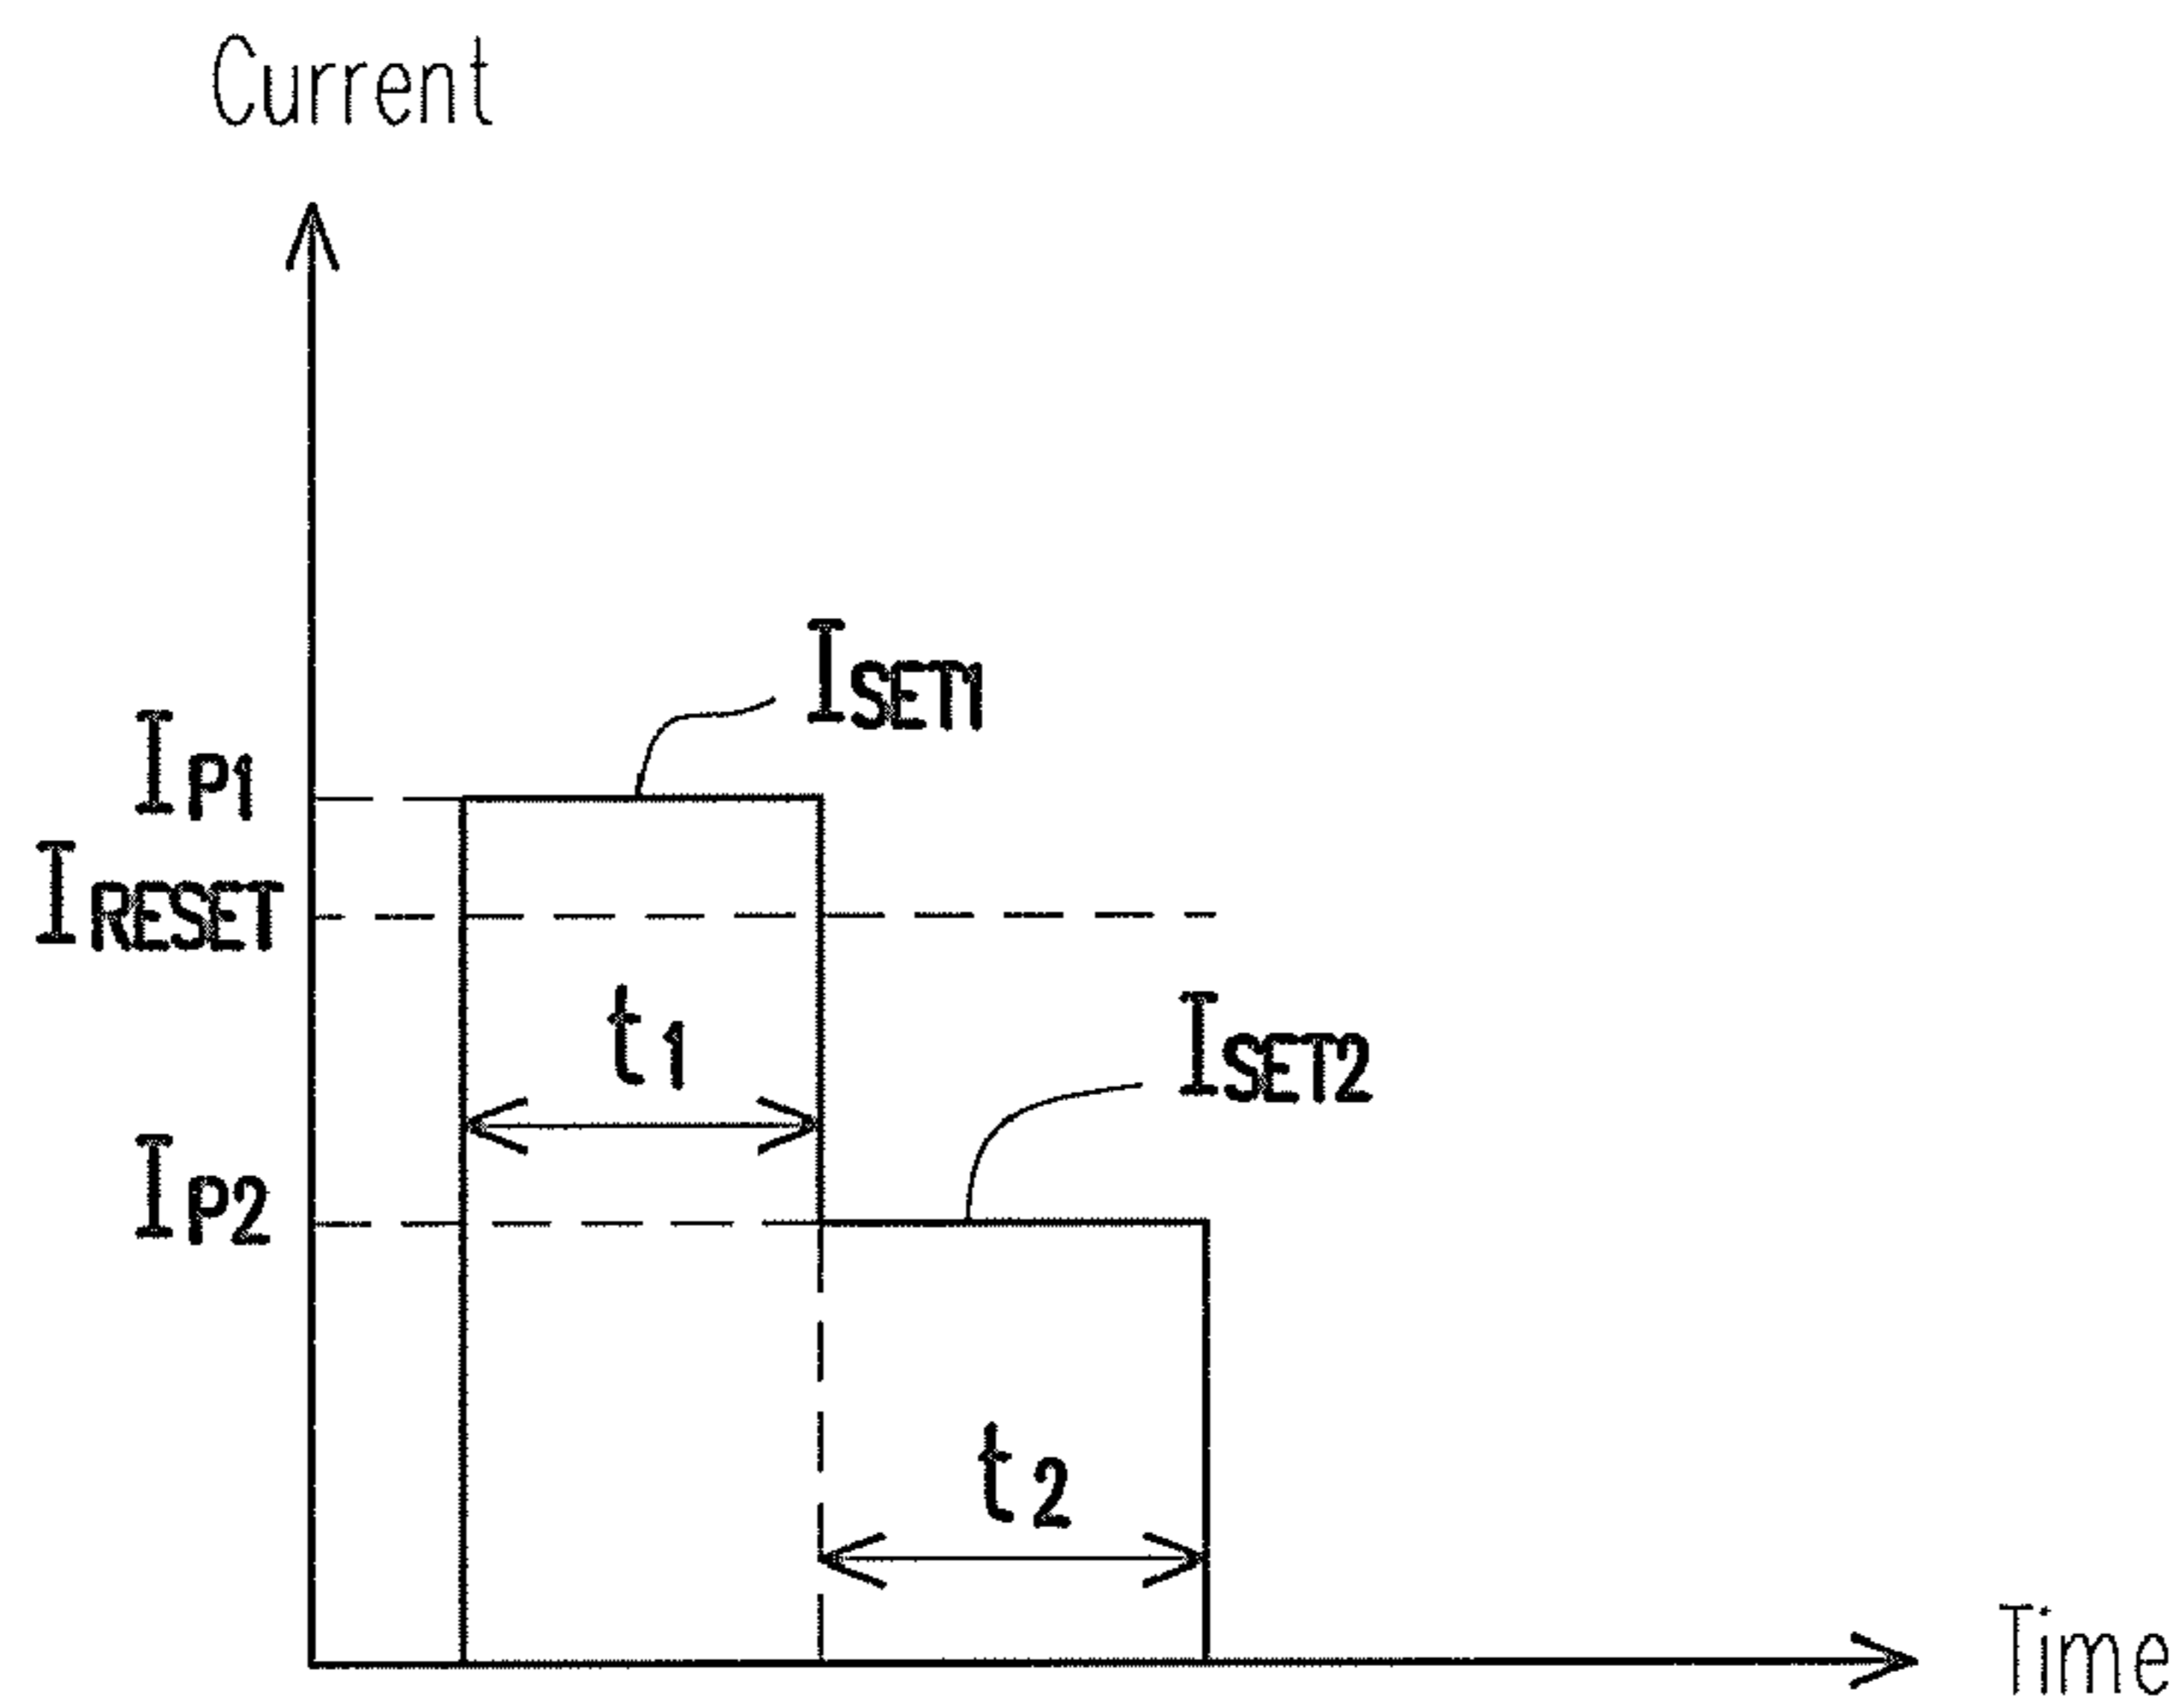 Current
ISET1
IP1
IRESET
t1
ISET2
IP2
t2
Time